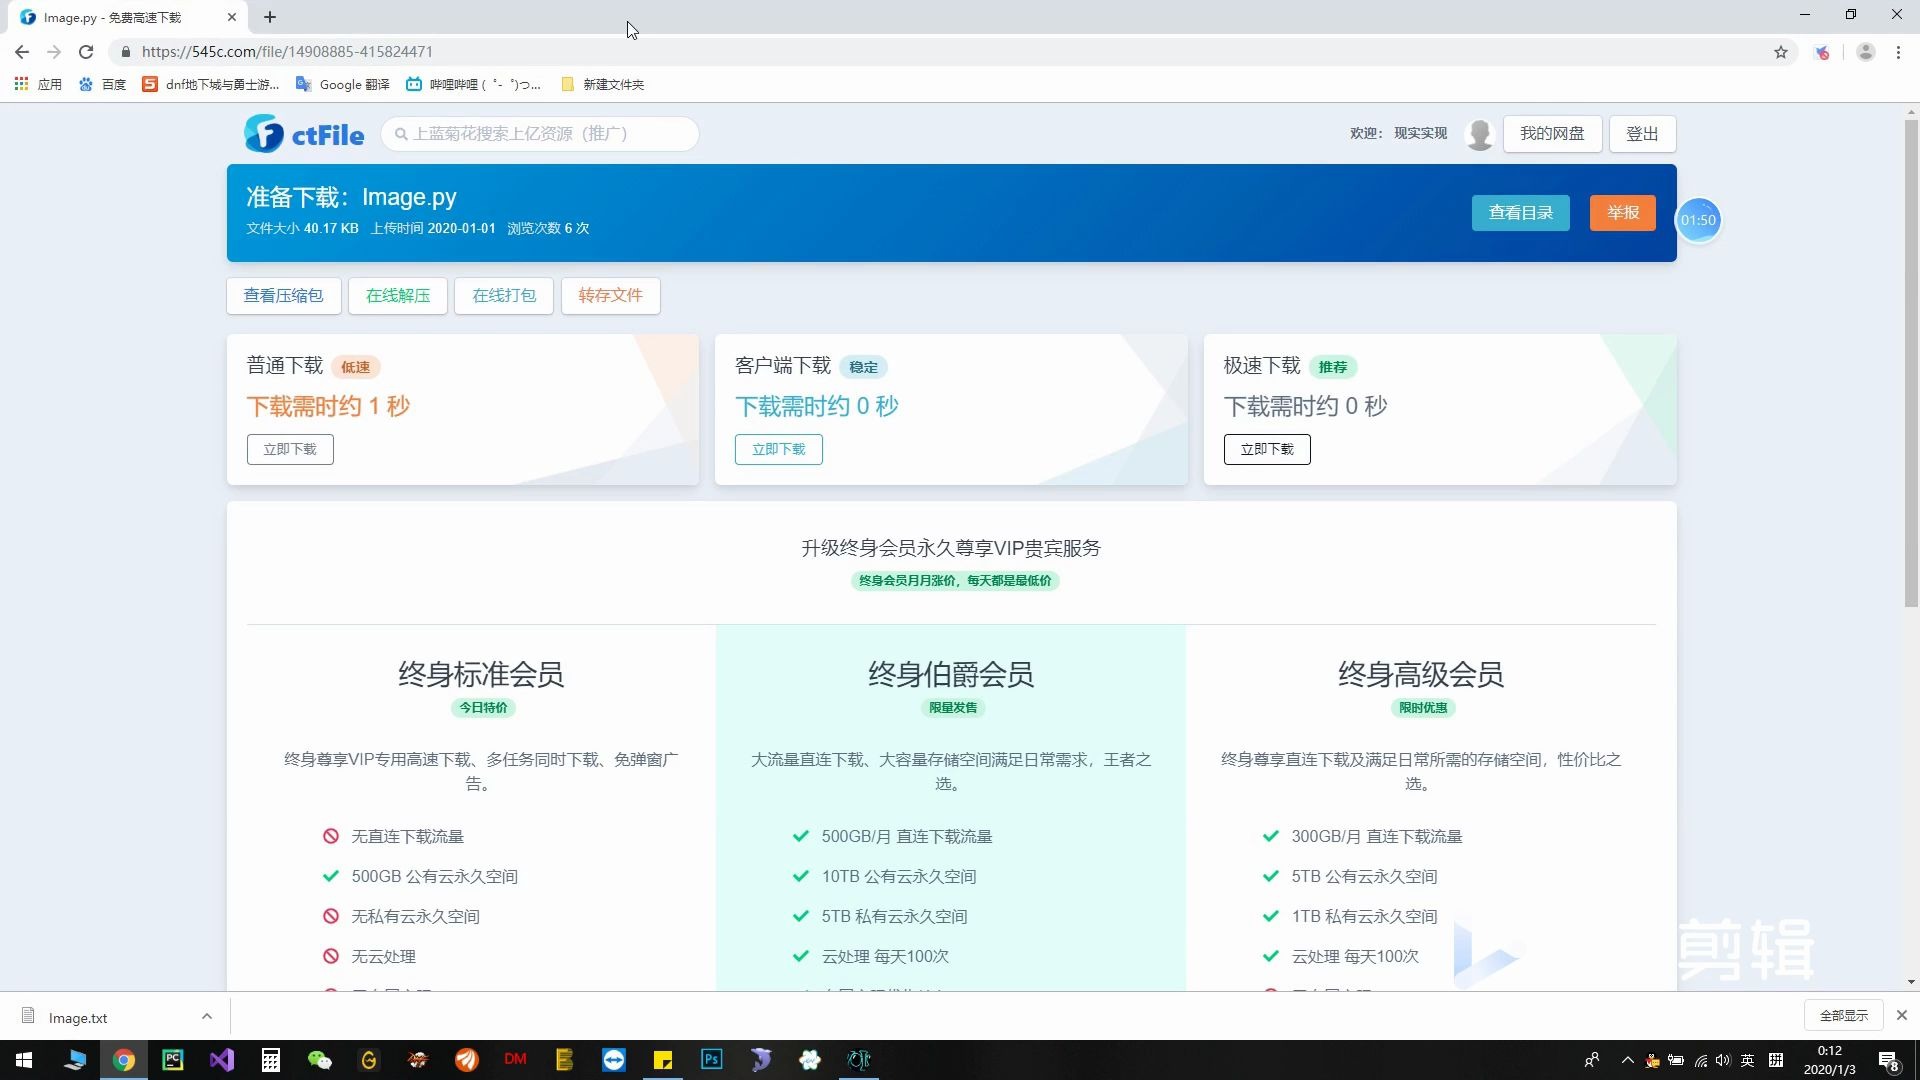 Image.py - 免费高速下载
https://545c.com/file/14908885-415824471
应用 百度 dnf地下城与勇士游... Google 翻译 哔哩哔哩 ( ゜- ゜)つ... 新建文件夹
ctFile 上蓝菊花搜索上亿资源（推广） 欢迎： 现实实现 我的网盘 登出
准备下载：Image.py
查看目录 举报 01:50
文件大小 40.17 KB 上传时间 2020-01-01 浏览次数 6 次
查看压缩包 在线解压 在线打包 转存文件
普通下载 低速
下载需时约 1 秒
立即下载
客户端下载 稳定
下载需时约 0 秒
立即下载
极速下载 推荐
下载需时约 0 秒
立即下载
升级终身会员永久尊享VIP贵宾服务
终身会员月月涨价，每天都是最低价
终身标准会员
今日特价
终身尊享VIP专用高速下载、多任务同时下载、免弹窗广
告。
无直连下载流量
500GB 公有云永久空间
无私有云永久空间
无云处理
终身伯爵会员
限量发售
大流量直连下载、大容量存储空间满足日常需求，王者之
选。
500GB/月 直连下载流量
10TB 公有云永久空间
5TB 私有云永久空间
云处理 每天100次
终身高级会员
限时优惠
终身尊享直连下载及满足日常所需的存储空间，性价比之
选。
300GB/月 直连下载流量
5TB 公有云永久空间
1TB 私有云永久空间
云处理 每天100次
剪辑
Image.txt 全部显示
PC DM Ps 英 拼 0:12
2020/1/3 8